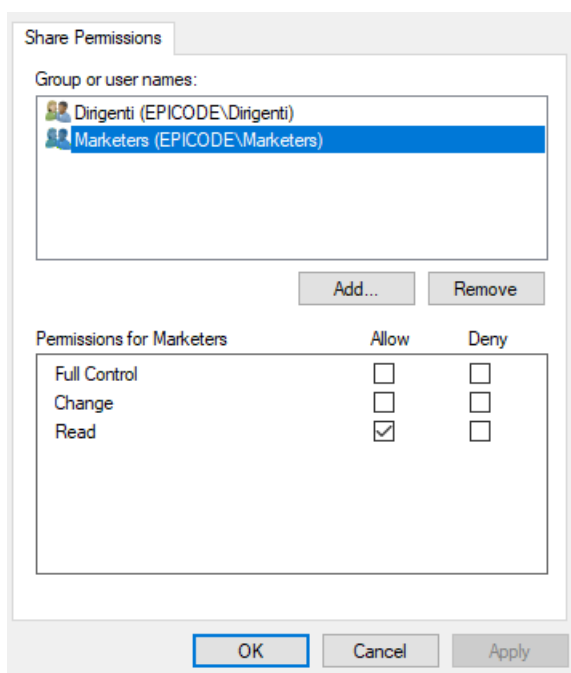 Share Permissions
Group or user names:
Dirigenti (EPICODE\Dirigenti)
Marketers (EPICODE\Marketers)
Add... Remove
Permissions for Marketers Allow Deny
Full Control
Change
Read
OK Cancel Apply